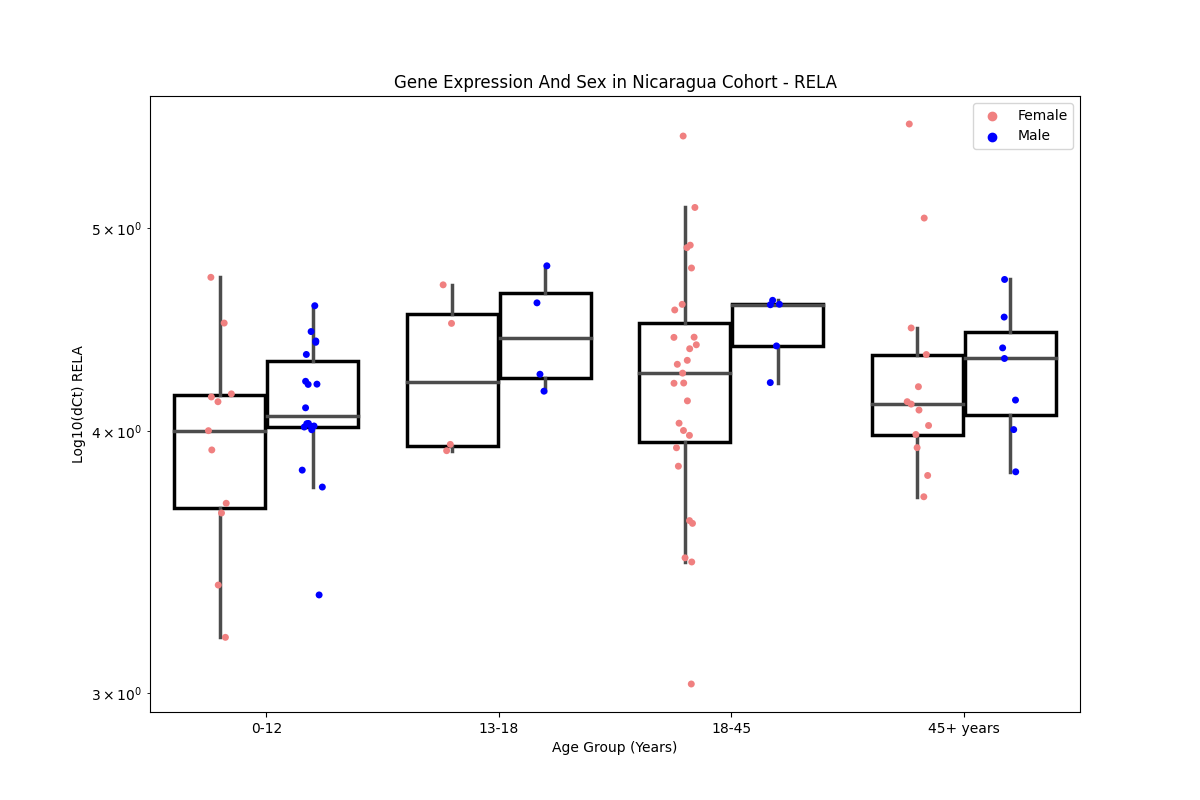 Gene Expression And Sex in Nicaragua Cohort - RELA
Female
Male
Log10(dCt) RELA
5 × 10⁰
4 × 10⁰
3 × 10⁰
0-12
13-18
18-45
45+ years
Age Group (Years)